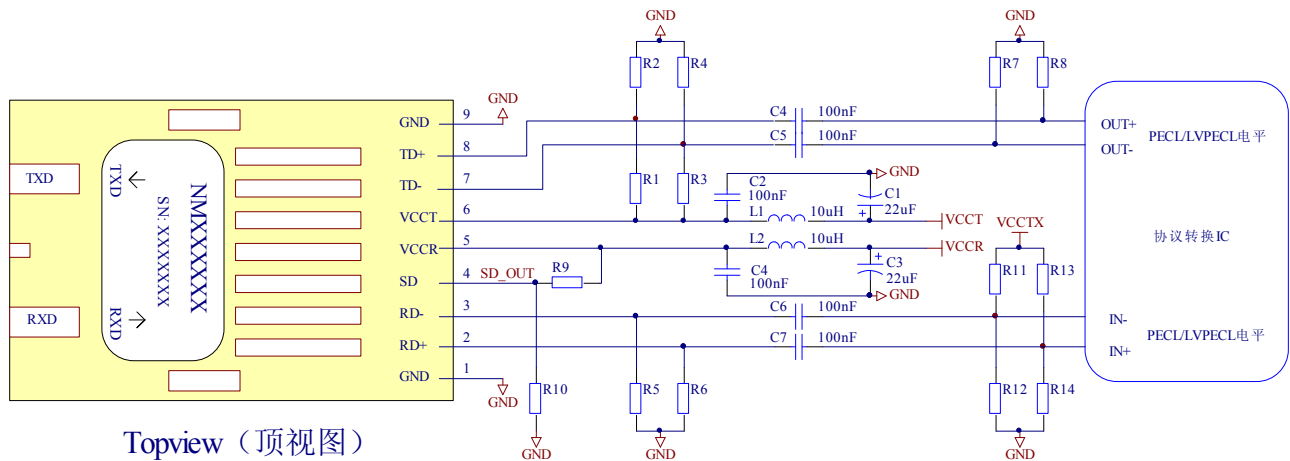 GND
GND
R2
R4
R7
R8
GND
C4
100nF
C5
100nF
OUT+
OUT-
PECL/LVPECL电平
GND
9
TD+
8
TD-
7
VCCT
6
VCCR
5
SD
4
RD-
3
RD+
2
GND
1
TXD
TXD
RXD
RXD
NMXXXXXX
SN: XXXXXXX
R1
R3
C2
100nF
GND
C1
22uF
+
L1
10uH
VCCT
L2
10uH
VCCR
SD_OUT
R9
C4
100nF
+
C3
22uF
GND
VCCTX
R11
R13
协议转换IC
C6
100nF
C7
100nF
IN-
IN+
PECL/LVPECL电平
GND
R10
R5
R6
R12
R14
GND
GND
GND
Topview（顶视图）